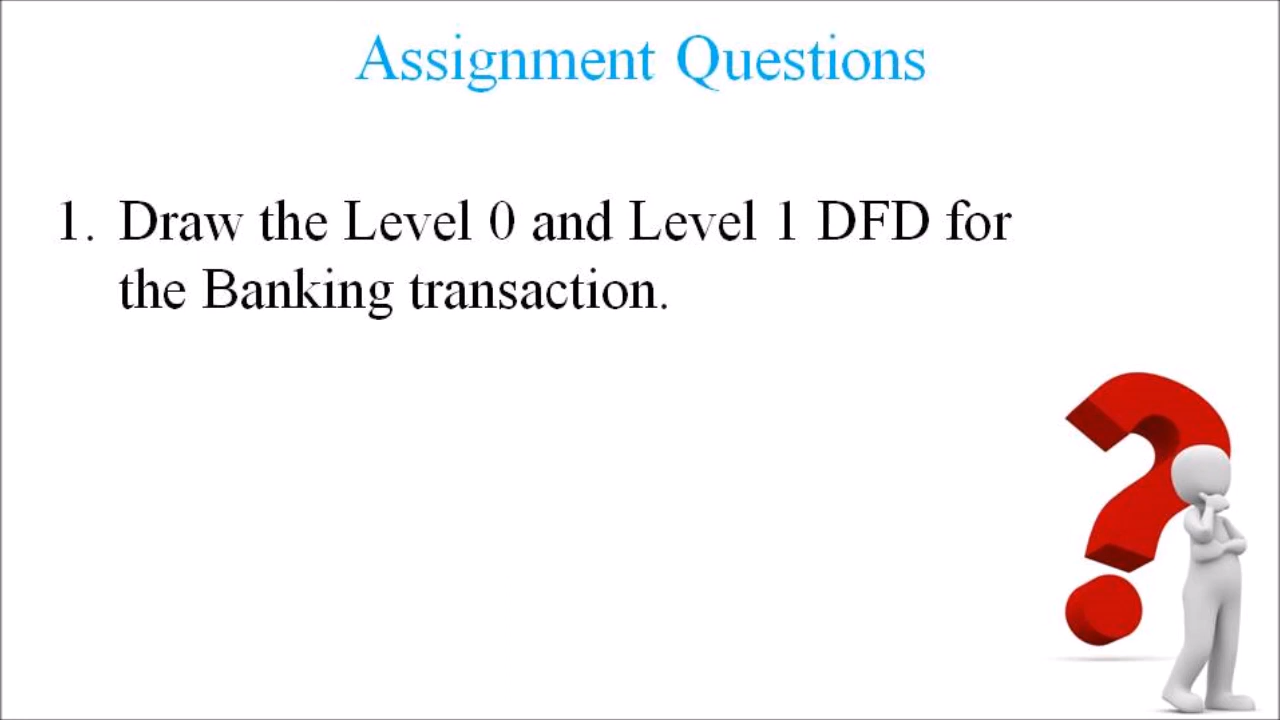 Assignment Questions
1. Draw the Level 0 and Level 1 DFD for
the Banking transaction.